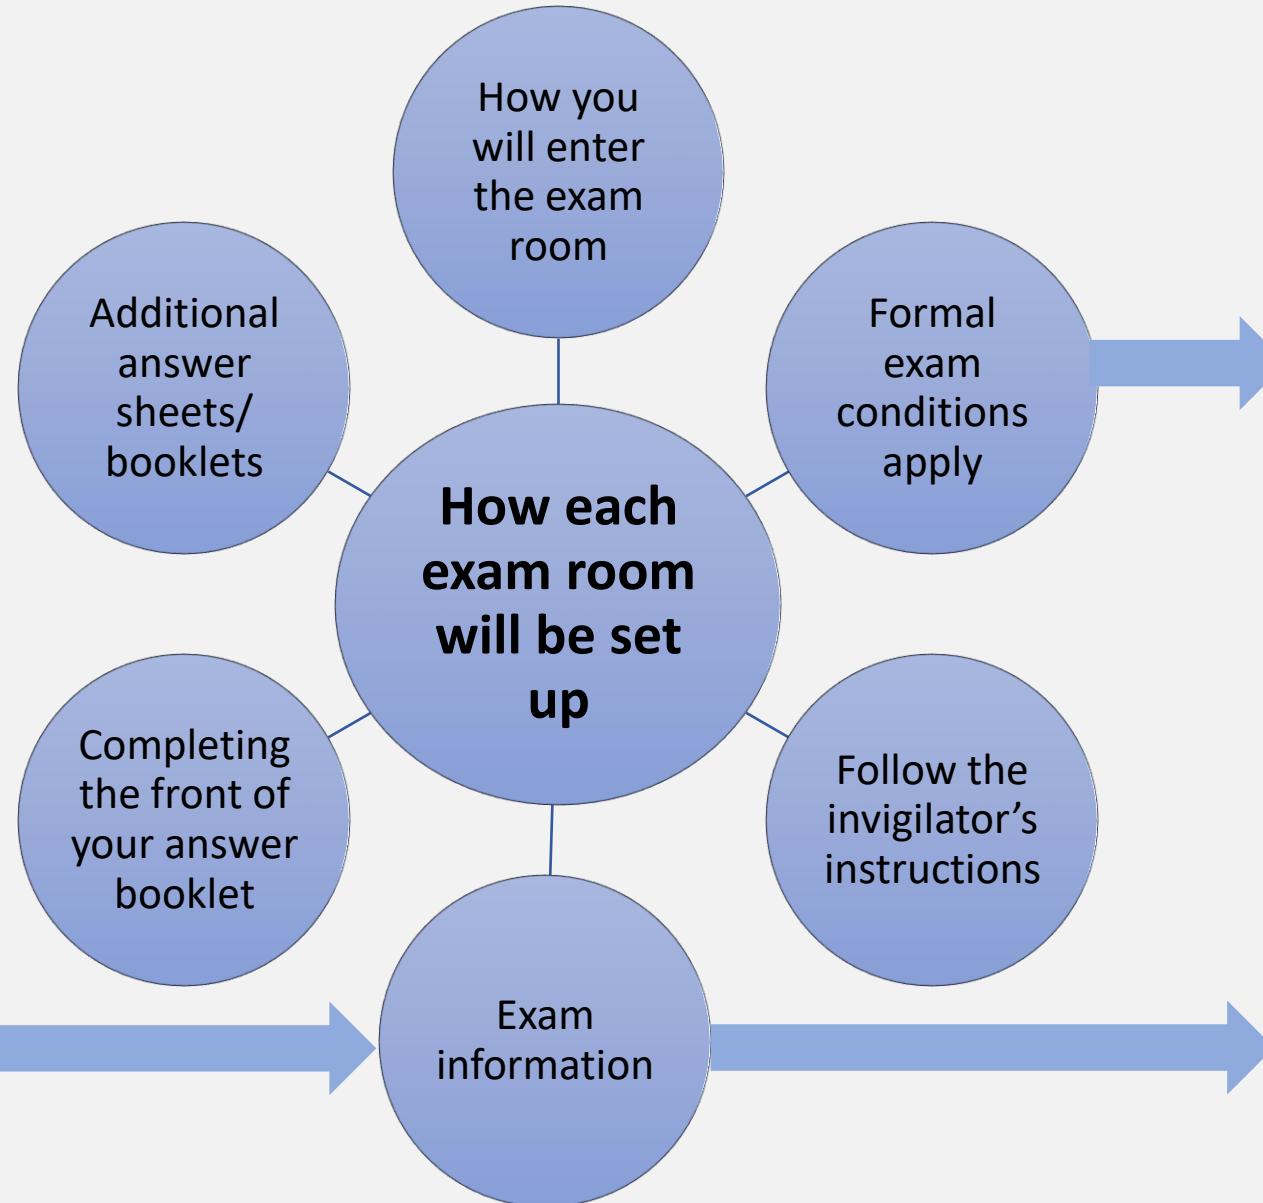 How you
will enter
the exam
room
Additional
answer
sheets/
booklets
Formal
exam
conditions
apply
How each
exam room
will be set
up
Completing
the front of
your answer
booklet
Follow the
invigilator’s
instructions
Exam
information